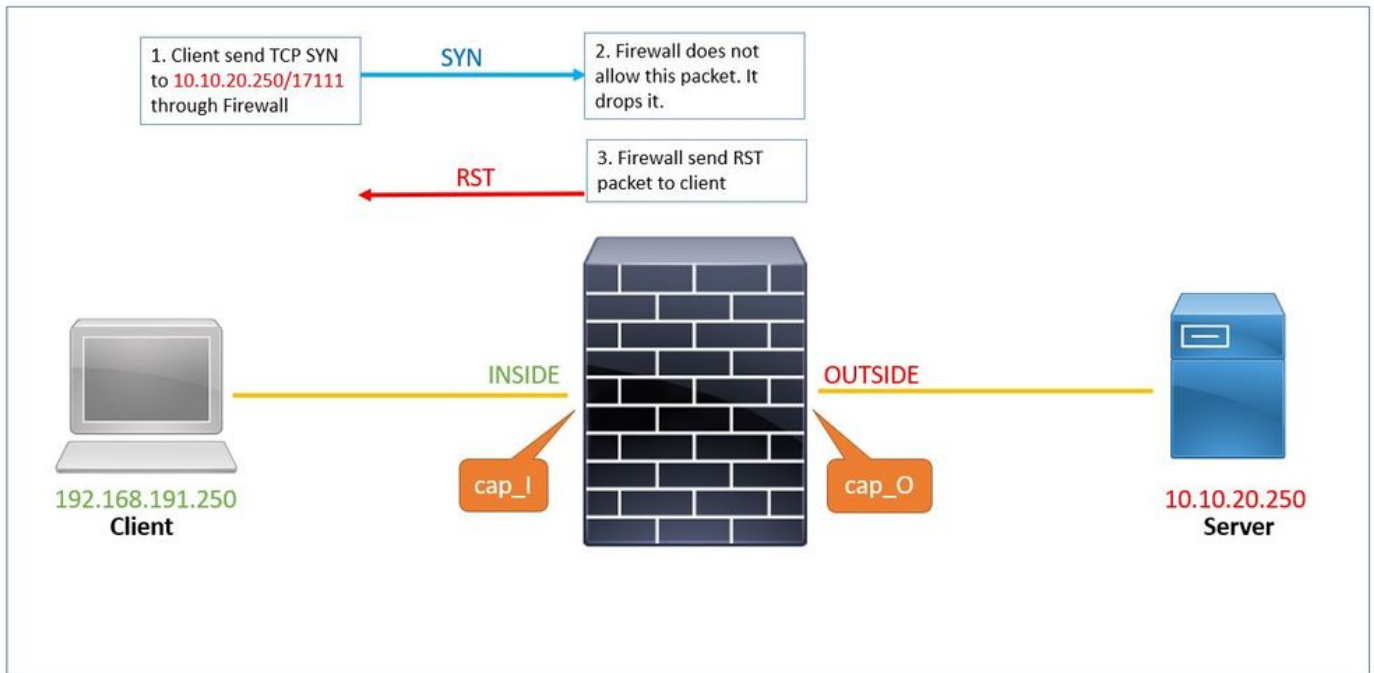 1. Client send TCP SYN
to 10.10.20.250/17111
through Firewall
SYN
2. Firewall does not
allow this packet. It
drops it.
RST
3. Firewall send RST
packet to client
INSIDE
OUTSIDE
cap_I
cap_O
192.168.191.250
Client
10.10.20.250
Server